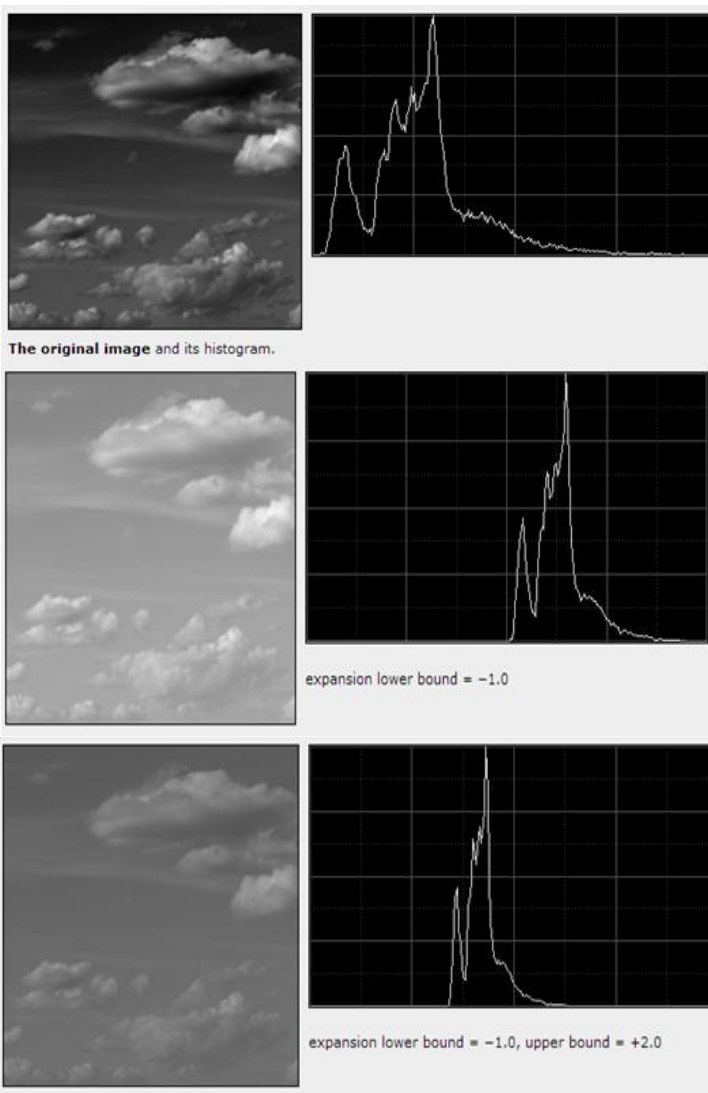 The original image and its histogram.
expansion lower bound = −1.0
expansion lower bound = −1.0, upper bound = +2.0